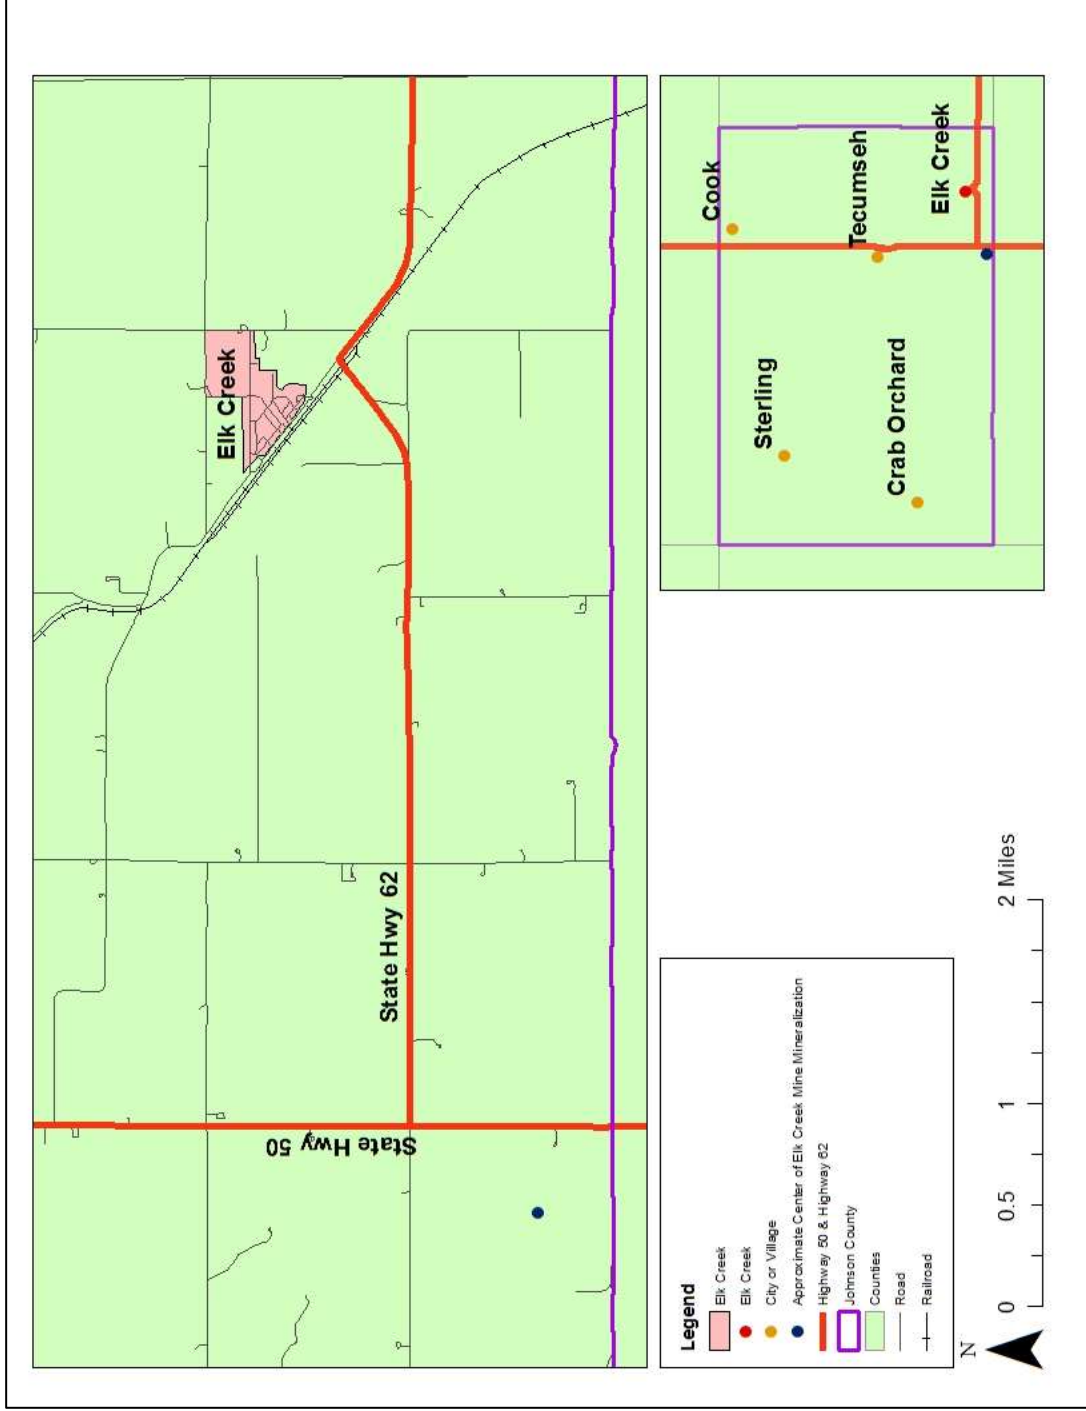 Elk Creek
State Hwy 62
State Hwy 50
Cook
Tecumseh
Elk Creek
Sterling
Crab Orchard
Legend
Elk Creek
Elk Creek
City or Village
Approximate Center of Elk Creek Mine Mineralization
Highway 50 & Highway 62
Johnson County
Counties
Road
Railroad
N
0 0.5 1 2 Miles